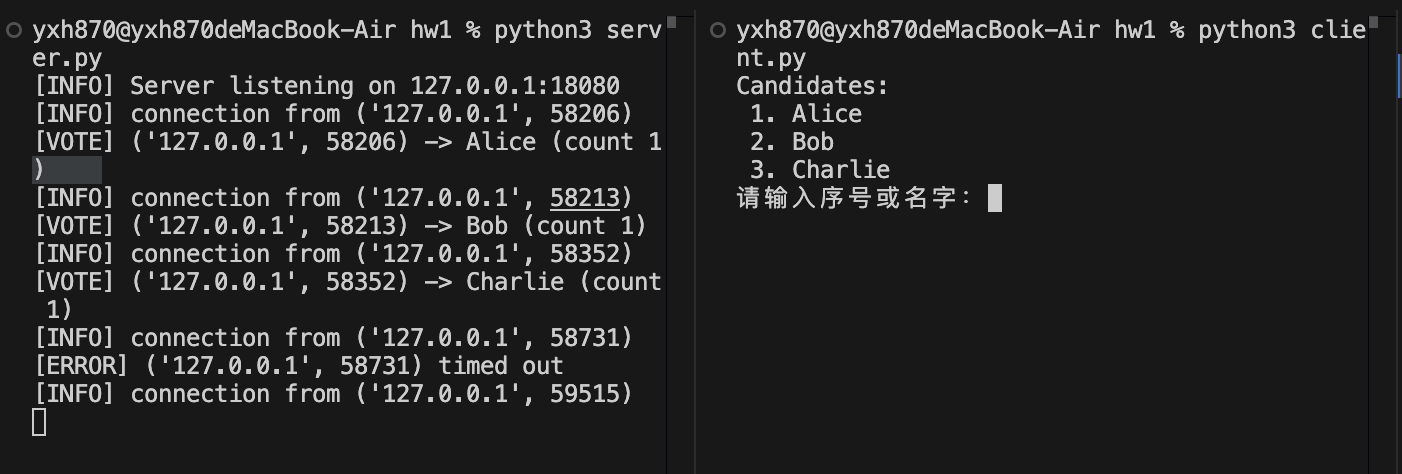 yxh870@yxh870deMacBook-Air hw1 % python3 serv
er.py
[INFO] Server listening on 127.0.0.1:18080
[INFO] connection from ('127.0.0.1', 58206)
[VOTE] ('127.0.0.1', 58206) -> Alice (count 1
)
[INFO] connection from ('127.0.0.1', 58213)
[VOTE] ('127.0.0.1', 58213) -> Bob (count 1)
[INFO] connection from ('127.0.0.1', 58352)
[VOTE] ('127.0.0.1', 58352) -> Charlie (count
 1)
[INFO] connection from ('127.0.0.1', 58731)
[ERROR] ('127.0.0.1', 58731) timed out
[INFO] connection from ('127.0.0.1', 59515)
yxh870@yxh870deMacBook-Air hw1 % python3 clie
nt.py
Candidates:
 1. Alice
 2. Bob
 3. Charlie
请输入序号或名字：